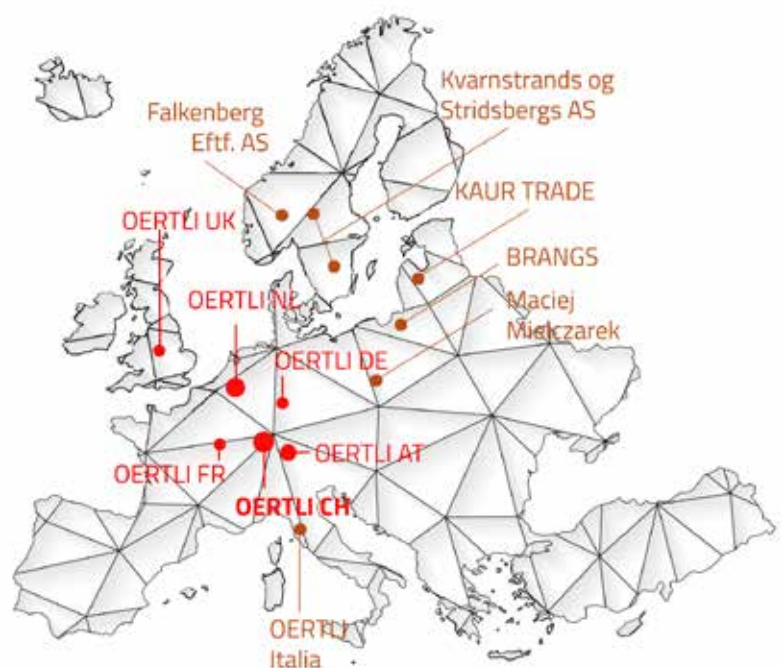 Kvarnstrands og
Stridsbergs AS
Falkenberg
Eftf. AS
KAUR TRADE
OERTLI UK
BRANGS
OERTLI NL
Maciej
Mielczarek
OERTLI DE
OERTLI AT
OERTLI FR
OERTLI CH
OERTLI
Italia